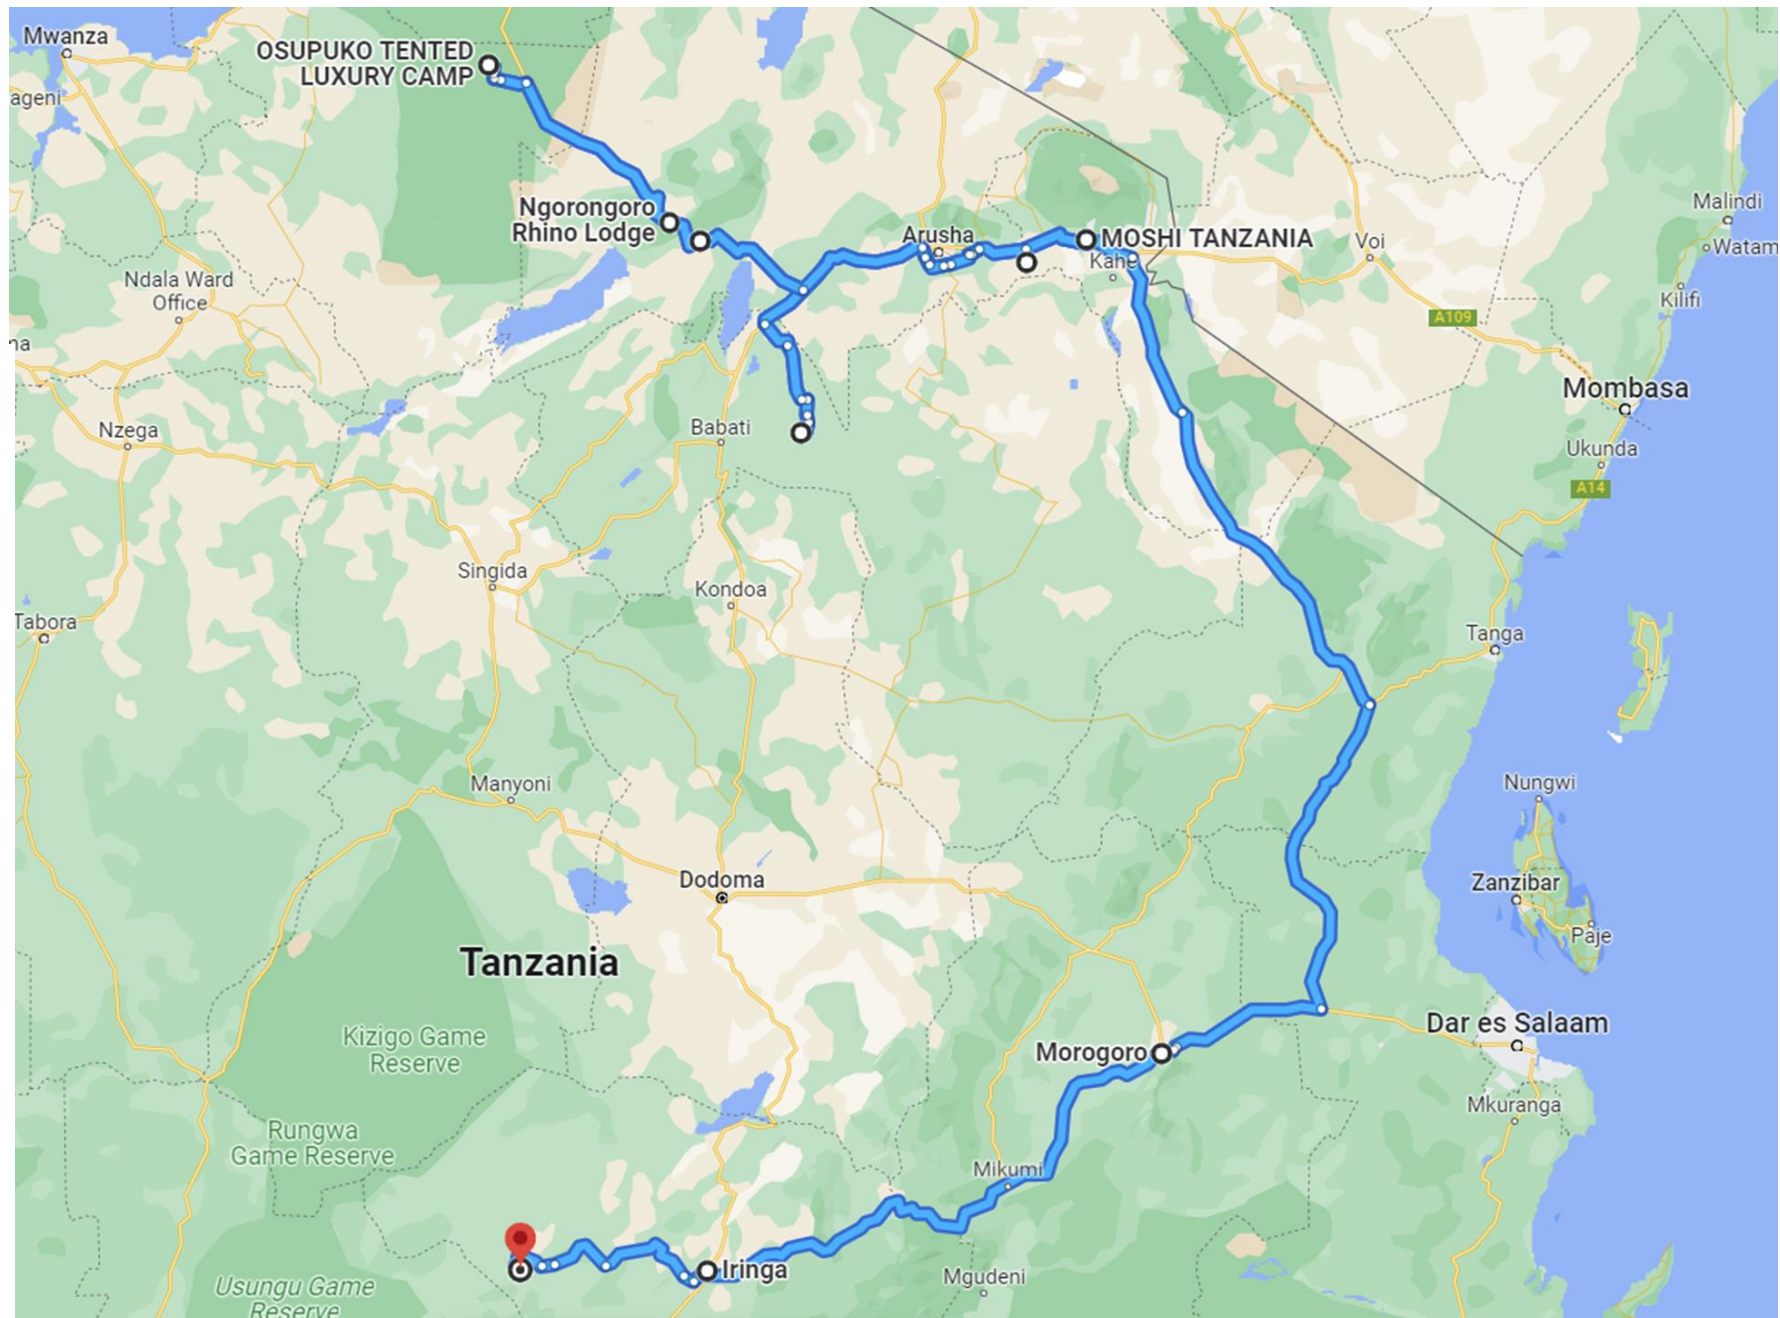 Mwanza
OSUPUKO TENTED
LUXURY CAMP
ageni
Malindi
Ngorongoro
Rhino Lodge
Arusha
MOSHI TANZANIA
Voi
Watam
Kahe
Ndala Ward
Office
Kilifi
A109
na
Mombasa
Nzega
Babati
Ukunda
A14
Singida
Kondoa
Tabora
Tanga
Manyoni
Nungwi
Dodoma
Zanzibar
Paje
Tanzania
Kizigo Game
Reserve
Dar es Salaam
Morogoro
Mkuranga
Rungwa
Game Reserve
Mikumi
Iringa
Mgudeni
Usungu Game
Reserve